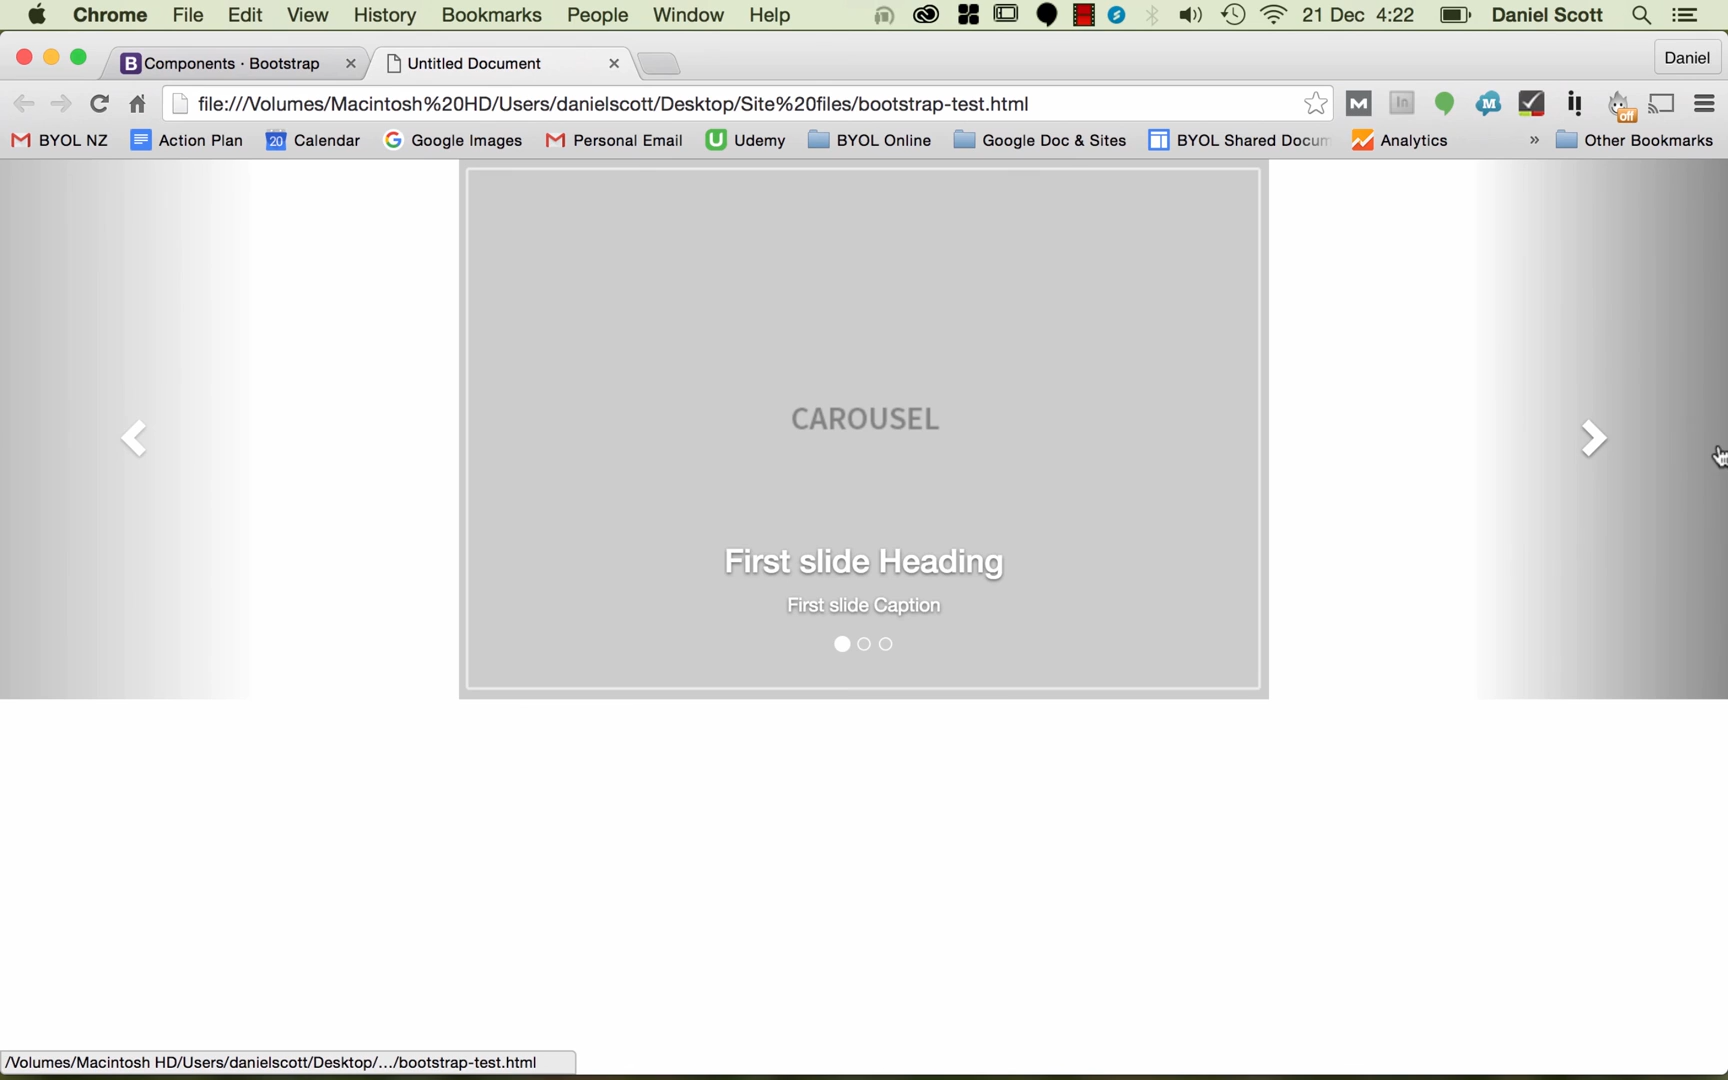 Chrome File Edit View History Bookmarks People Window Help 21 Dec 4:22 Daniel Scott
B Components · Bootstrap Untitled Document Daniel
file:///Volumes/Macintosh%20HD/Users/danielscott/Desktop/Site%20files/bootstrap-test.html
BYOL NZ Action Plan 20 Calendar Google Images Personal Email Udemy BYOL Online Google Doc & Sites BYOL Shared Docum Analytics » Other Bookmarks
off
CAROUSEL
First slide Heading
First slide Caption
/Volumes/Macintosh HD/Users/danielscott/Desktop/…/bootstrap-test.html